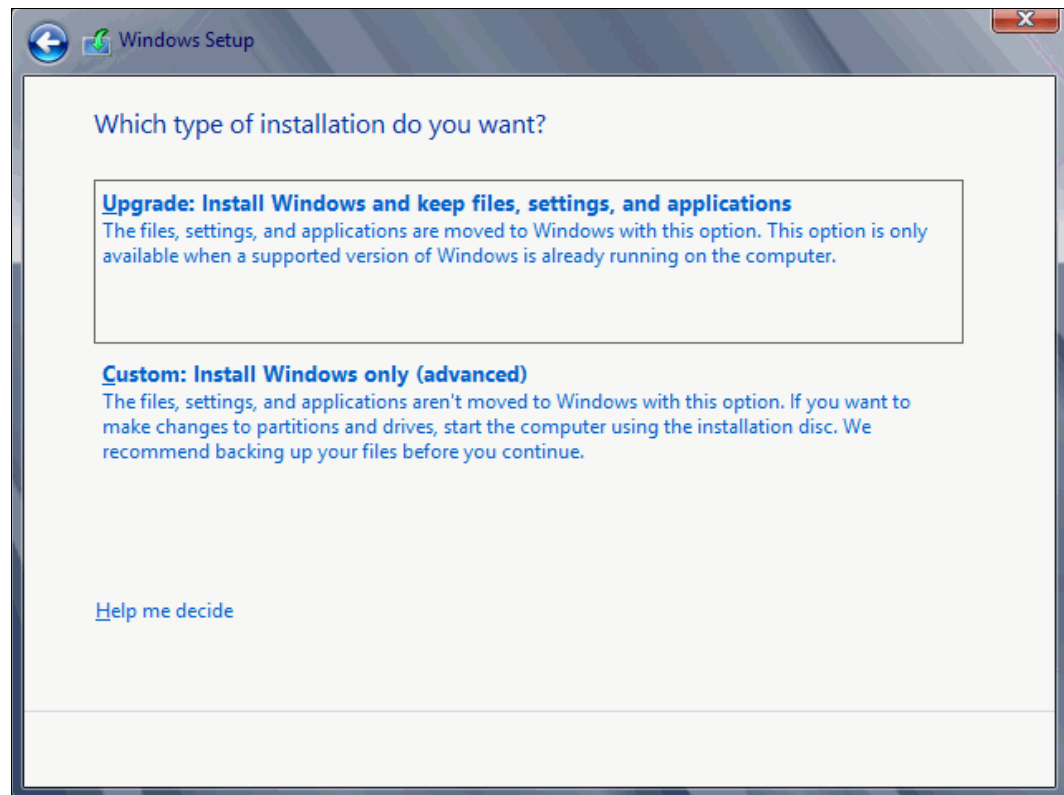 Windows Setup
Which type of installation do you want?
Upgrade: Install Windows and keep files, settings, and applications
The files, settings, and applications are moved to Windows with this option. This option is only
available when a supported version of Windows is already running on the computer.
Custom: Install Windows only (advanced)
The files, settings, and applications aren't moved to Windows with this option. If you want to
make changes to partitions and drives, start the computer using the installation disc. We
recommend backing up your files before you continue.
Help me decide